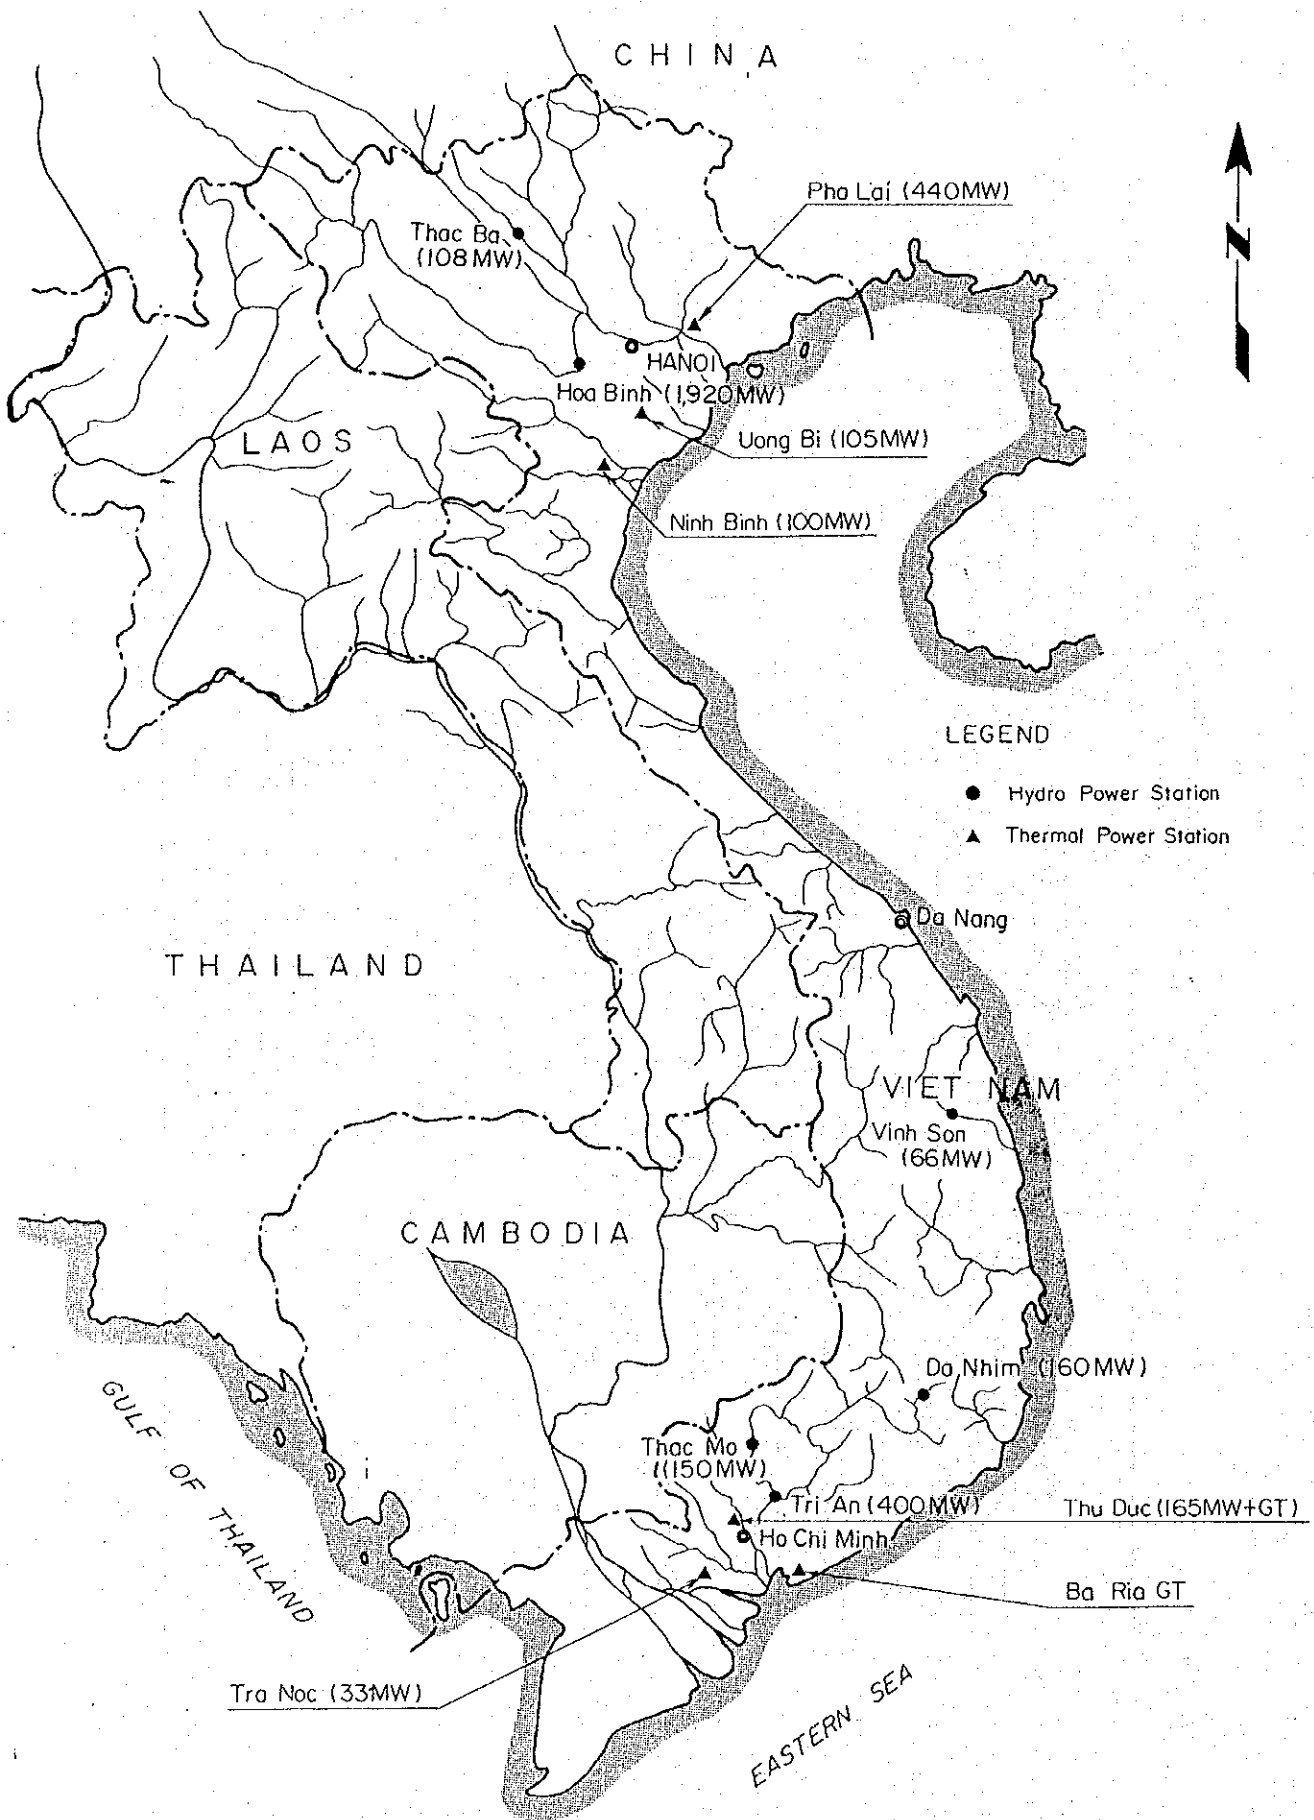 CHINA
Pha Lai (440MW)
N
Thac Ba
(108MW)
HANOI
Hoa Binh (1,920MW)
LAOS
Uong Bi (105MW)
Ninh Binh (100MW)
LEGEND
● Hydro Power Station
▲ Thermal Power Station
Da Nang
THAILAND
VIET NAM
Vinh Son
(66MW)
CAMBODIA
Da Nhim (160MW)
GULF OF THAILAND
Thac Mo
((150MW)
Tri An (400MW)
Thu Duc (165MW+GT)
Ho Chi Minh
Ba Ria GT
Tra Noc (33MW)
EASTERN SEA